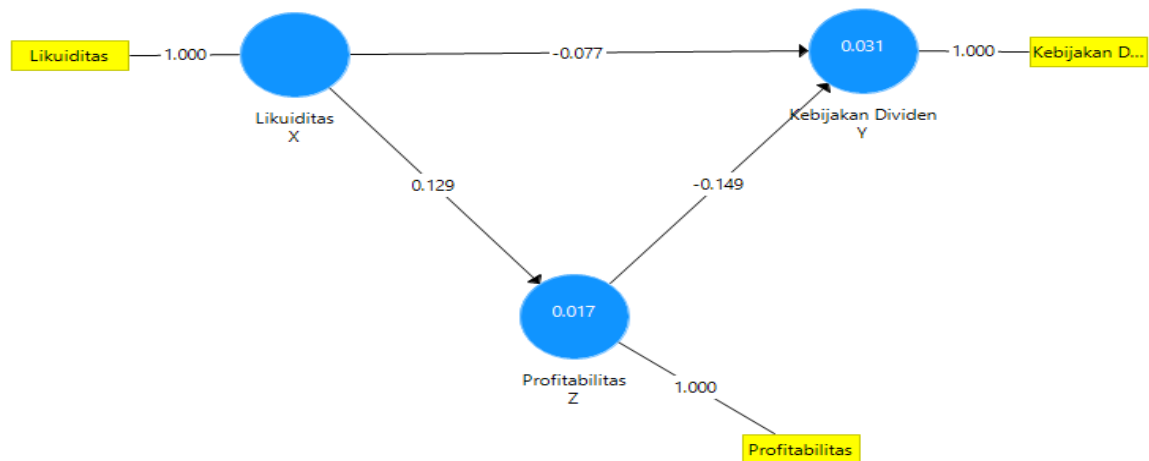 Likuiditas
1.000
-0.077
0.031
1.000
Kebijakan D...
Likuiditas
X
Kebijakan Dividen
Y
0.129
-0.149
0.017
Profitabilitas
Z
1.000
Profitabilitas